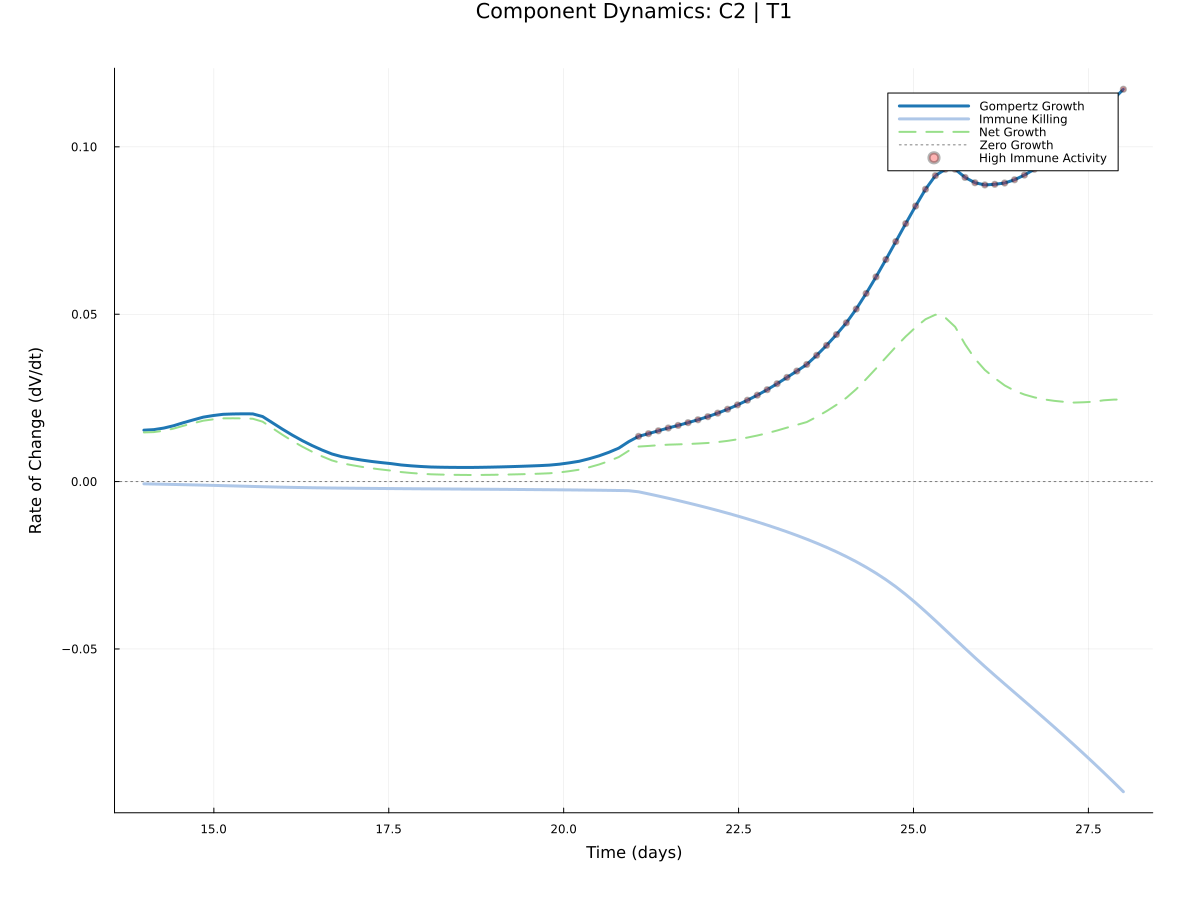 Component Dynamics: C2 | T1
Gompertz Growth
Immune Killing
Net Growth
Zero Growth
High Immune Activity
Rate of Change (dV/dt)
0.10
0.05
0.00
−0.05
15.0
17.5
20.0
22.5
25.0
27.5
Time (days)